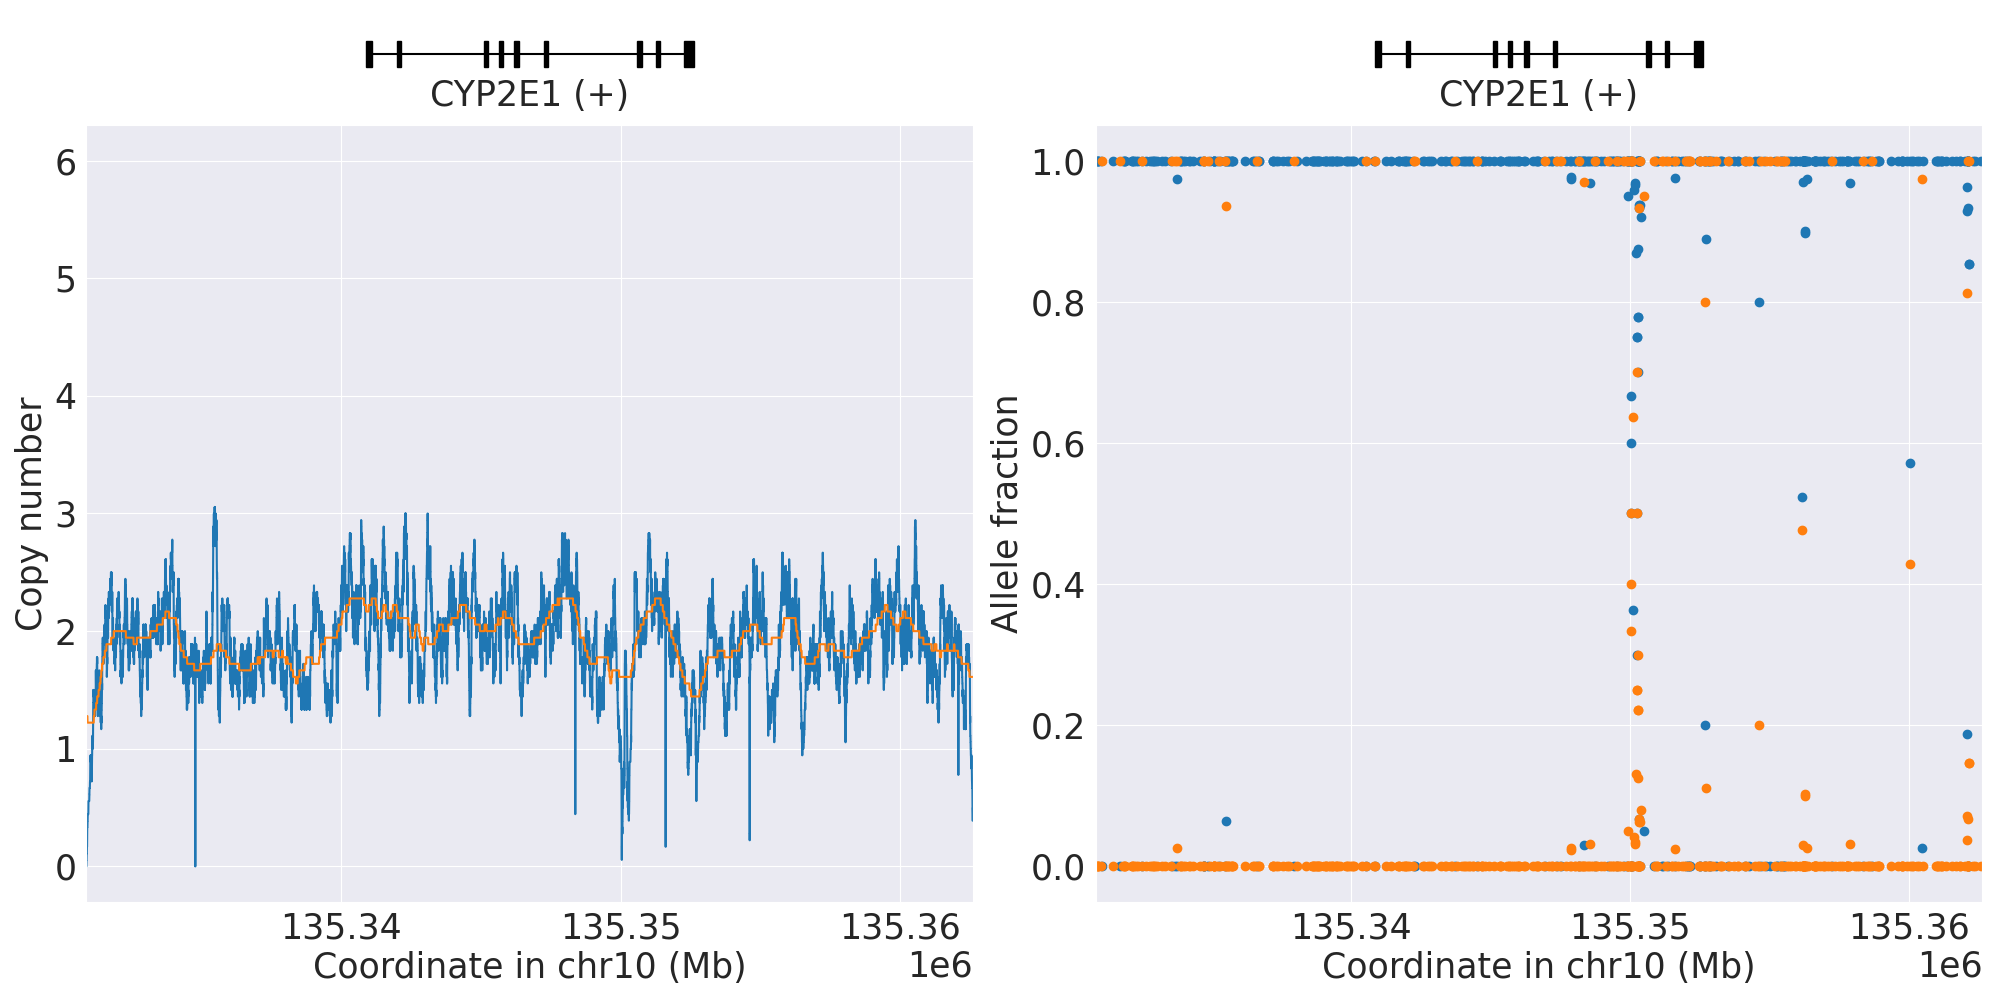 CYP2E1 (+)
6
5
4
3
2
1
0
Copy number
135.34 135.35 135.36
Coordinate in chr10 (Mb)
1e6
CYP2E1 (+)
1.0
0.8
0.6
0.4
0.2
0.0
Allele fraction
135.34 135.35 135.36
Coordinate in chr10 (Mb)
1e6